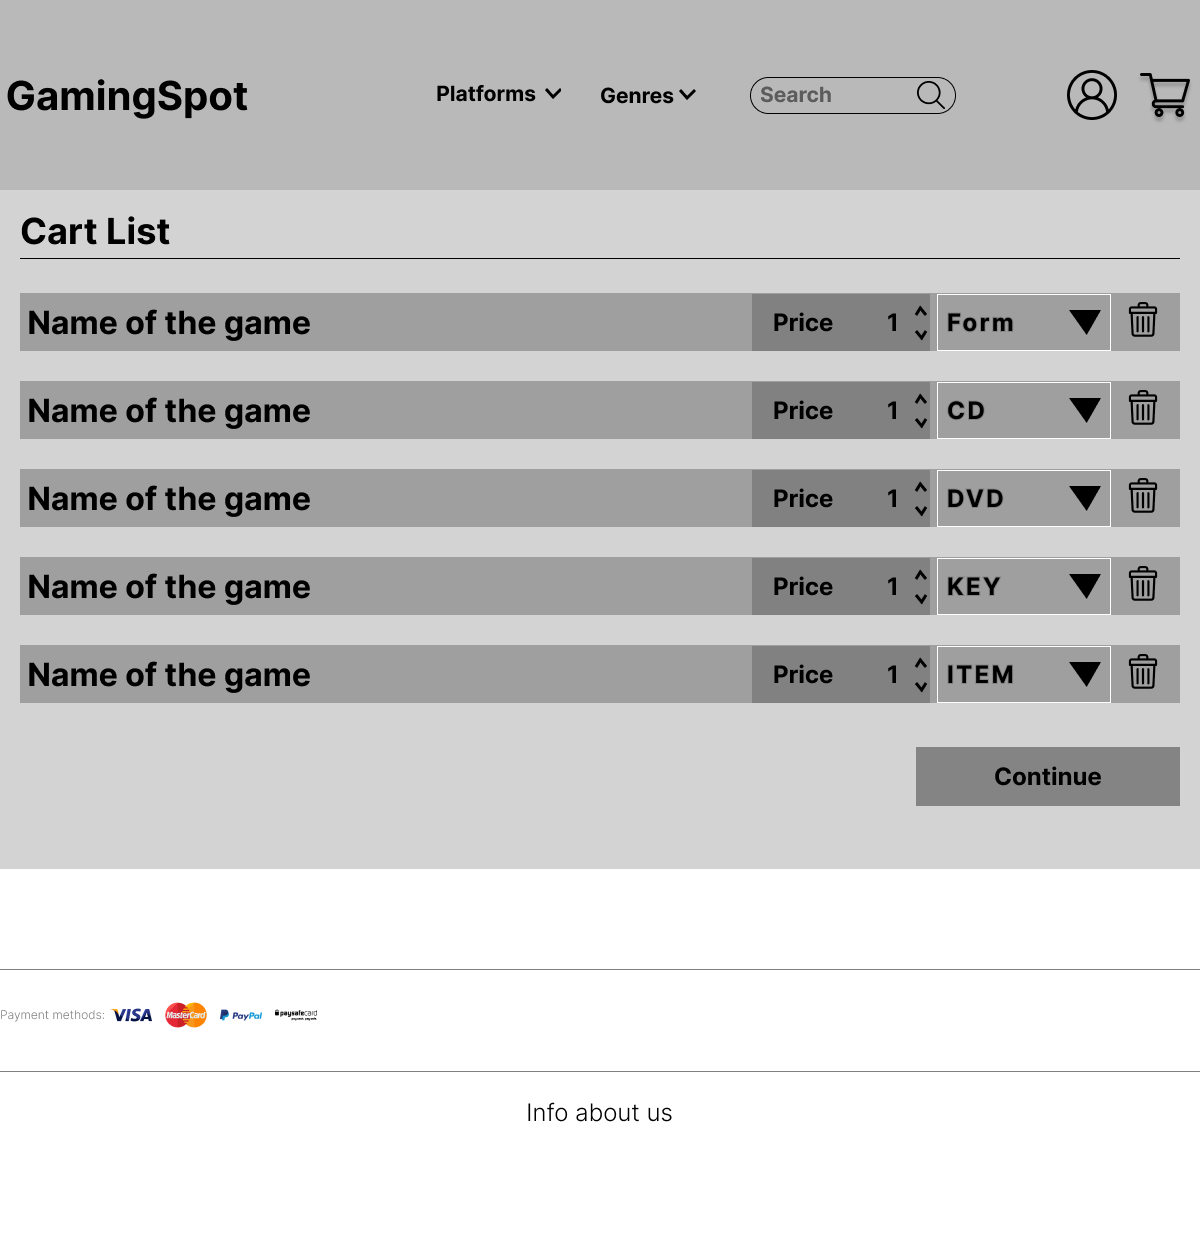 GamingSpot Platforms Genres Search
Cart List
Name of the game Price 1 Form
Name of the game Price 1 CD
Name of the game Price 1 DVD
Name of the game Price 1 KEY
Name of the game Price 1 ITEM
Continue
Payment methods: VISA MasterCard PayPal paysafecard
Info about us